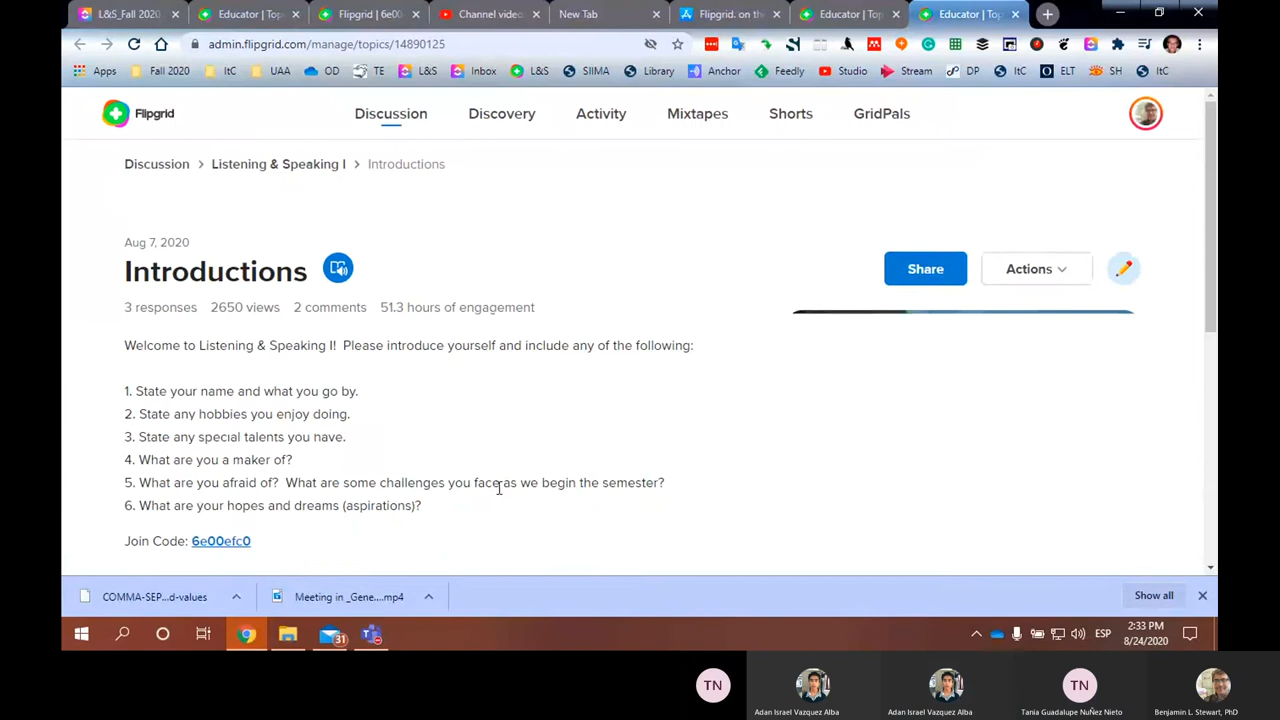 L&S_Fall 2020
Educator | Top
Flipgrid | 6e00
Channel video
New Tab
Flipgrid. on the
Educator | Top
Educator | Top
admin.flipgrid.com/manage/topics/14890125
Apps
Fall 2020
ItC
UAA
OD
TE
L&S
Inbox
L&S
SIIMA
Library
Anchor
Feedly
Studio
Stream
DP
ItC
ELT
SH
ItC
Flipgrid
Discussion
Discovery
Activity
Mixtapes
Shorts
GridPals
Discussion > Listening & Speaking I > Introductions
Aug 7, 2020
Introductions
Share
Actions
3 responses 2650 views 2 comments 51.3 hours of engagement
Welcome to Listening & Speaking I! Please introduce yourself and include any of the following:
1. State your name and what you go by.
2. State any hobbies you enjoy doing.
3. State any special talents you have.
4. What are you a maker of?
5. What are you afraid of? What are some challenges you face as we begin the semester?
6. What are your hopes and dreams (aspirations)?
Join Code: 6e00efc0
COMMA-SEP...d-values
Meeting in _Gene....mp4
Show all
31
ESP
2:33 PM
8/24/2020
TN
TN
Adan Israel Vazquez Alba
Adan Israel Vazquez Alba
Tania Guadalupe Nuñez Nieto
Benjamin L. Stewart, PhD